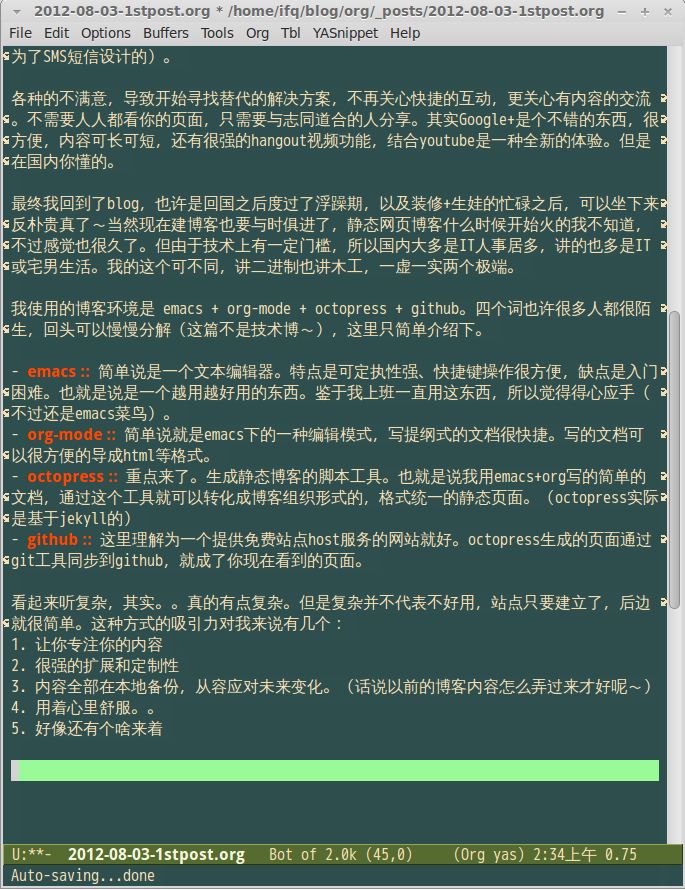 2012-08-03-1stpost.org * /home/ifq/blog/org/_posts/2012-08-03-1stpost.org
File Edit Options Buffers Tools Org Tbl YASnippet Help
为了SMS短信设计的）。
各种的不满意，导致开始寻找替代的解决方案，不再关心快捷的互动，更关心有内容的交流
。不需要人人都看你的页面，只需要与志同道合的人分享。其实Google+是个不错的东西，很
方便，内容可长可短，还有很强的hangout视频功能，结合youtube是一种全新的体验。但是
在国内你懂的。
最终我回到了blog，也许是回国之后度过了浮躁期，以及装修+生娃的忙碌之后，可以坐下来
反朴贵真了～当然现在建博客也要与时俱进了，静态网页博客什么时候开始火的我不知道，
不过感觉也很久了。但由于技术上有一定门槛，所以国内大多是IT人事居多，讲的也多是IT
或宅男生活。我的这个可不同，讲二进制也讲木工，一虚一实两个极端。
我使用的博客环境是 emacs + org-mode + octopress + github。四个词也许很多人都很陌
生，回头可以慢慢分解（这篇不是技术博～），这里只简单介绍下。
- emacs :: 简单说是一个文本编辑器。特点是可定执性强、快捷键操作很方便，缺点是入门
困难。也就是说是一个越用越好用的东西。鉴于我上班一直用这东西，所以觉得得心应手（
不过还是emacs菜鸟）。
- org-mode :: 简单说就是emacs下的一种编辑模式，写提纲式的文档很快捷。写的文档可
以很方便的导成html等格式。
- octopress :: 重点来了。生成静态博客的脚本工具。也就是说我用emacs+org写的简单的
文档，通过这个工具就可以转化成博客组织形式的，格式统一的静态页面。（octopress实际
是基于jekyll的）
- github :: 这里理解为一个提供免费站点host服务的网站就好。octopress生成的页面通过
git工具同步到github，就成了你现在看到的页面。
看起来听复杂，其实。。真的有点复杂。但是复杂并不代表不好用，站点只要建立了，后边
就很简单。这种方式的吸引力对我来说有几个：
1. 让你专注你的内容
2. 很强的扩展和定制性
3. 内容全部在本地备份，从容应对未来变化。（话说以前的博客内容怎么弄过来才好呢～）
4. 用着心里舒服。。
5. 好像还有个啥来着
U:**- 2012-08-03-1stpost.org Bot of 2.0k (45,0) (Org yas) 2:34上午 0.75
Auto-saving...done